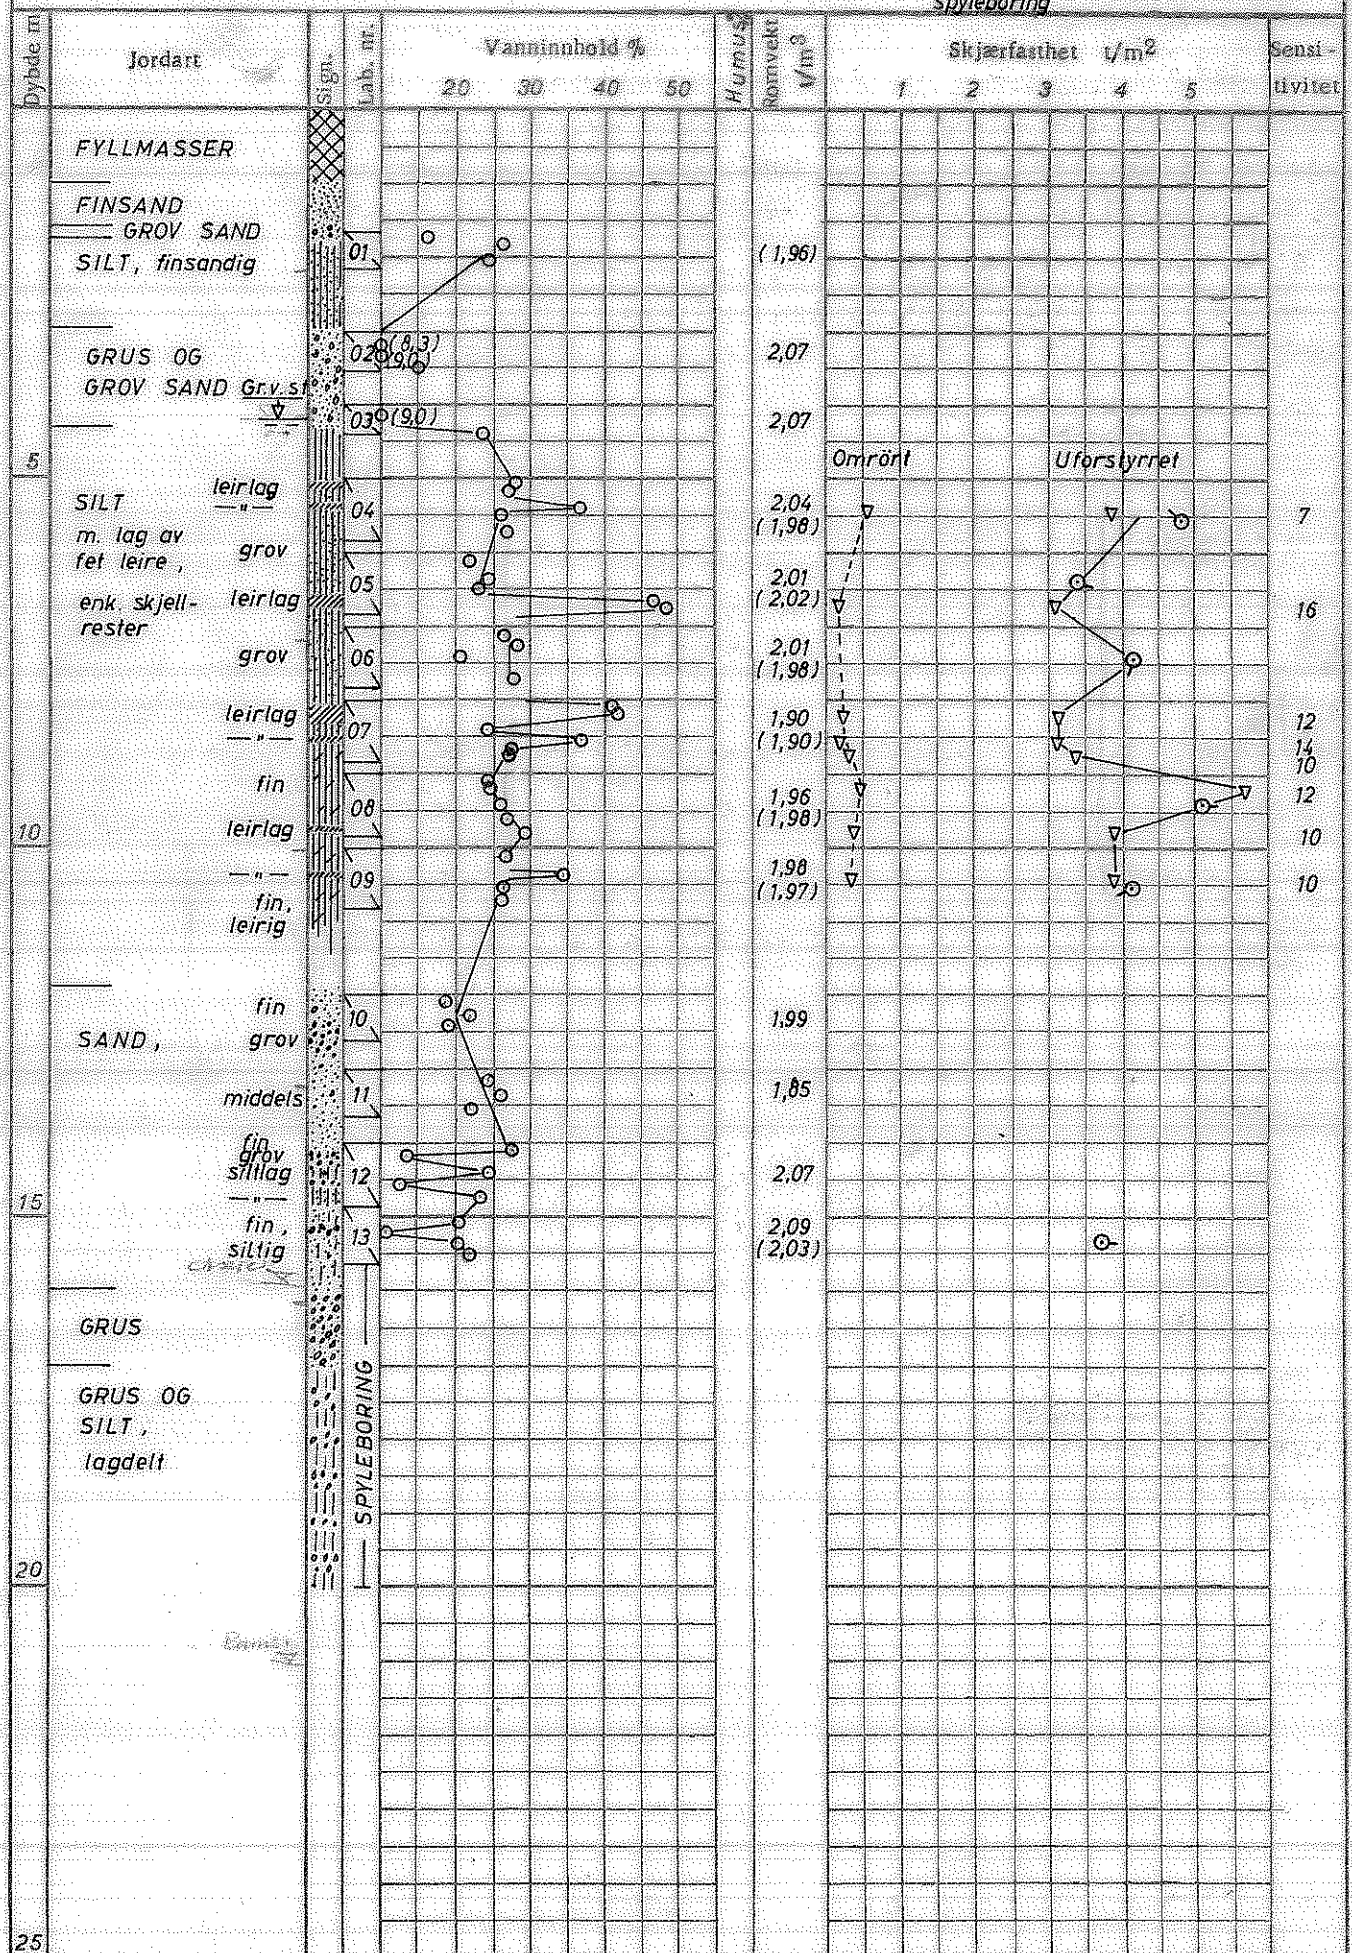 Spyleboring
Dybde m
Jordart
Sign.
Lab. nr.
Vanninnhold %
20 30 40 50
Humus
Romvekt t/m³
Skjærfasthet t/m²
1 2 3 4 5
Sensi-
tivitet
FYLLMASSER
FINSAND
GROV SAND
01
(1,96)
SILT, finsandig
GRUS OG
02
(8,3)
(9,0)
2,07
GROV SAND Gr.v.st
03
(9,0)
2,07
5
Omrört Uforstyrret
SILT leirlag
—"—
04
2,04
(1,98)
7
m. lag av
fet leire, grov
05
2,01
(2,02)
enk. skjell- leirlag
16
rester
grov
06
2,01
(1,98)
leirlag
—"—
07
1,90
(1,90)
12
14
10
fin
08
1,96
(1,98)
12
10
leirlag
10
—"—
09
1,98
(1,97)
10
fin,
leirig
fin
10
1,99
SAND, grov
middels
11
1,85
fin
grov
siltlag
—"—
12
2,07
15
fin,
siltig
13
2,09
(2,03)
GRUS
GRUS OG
SILT,
lagdelt
SPYLEBORING
20
25